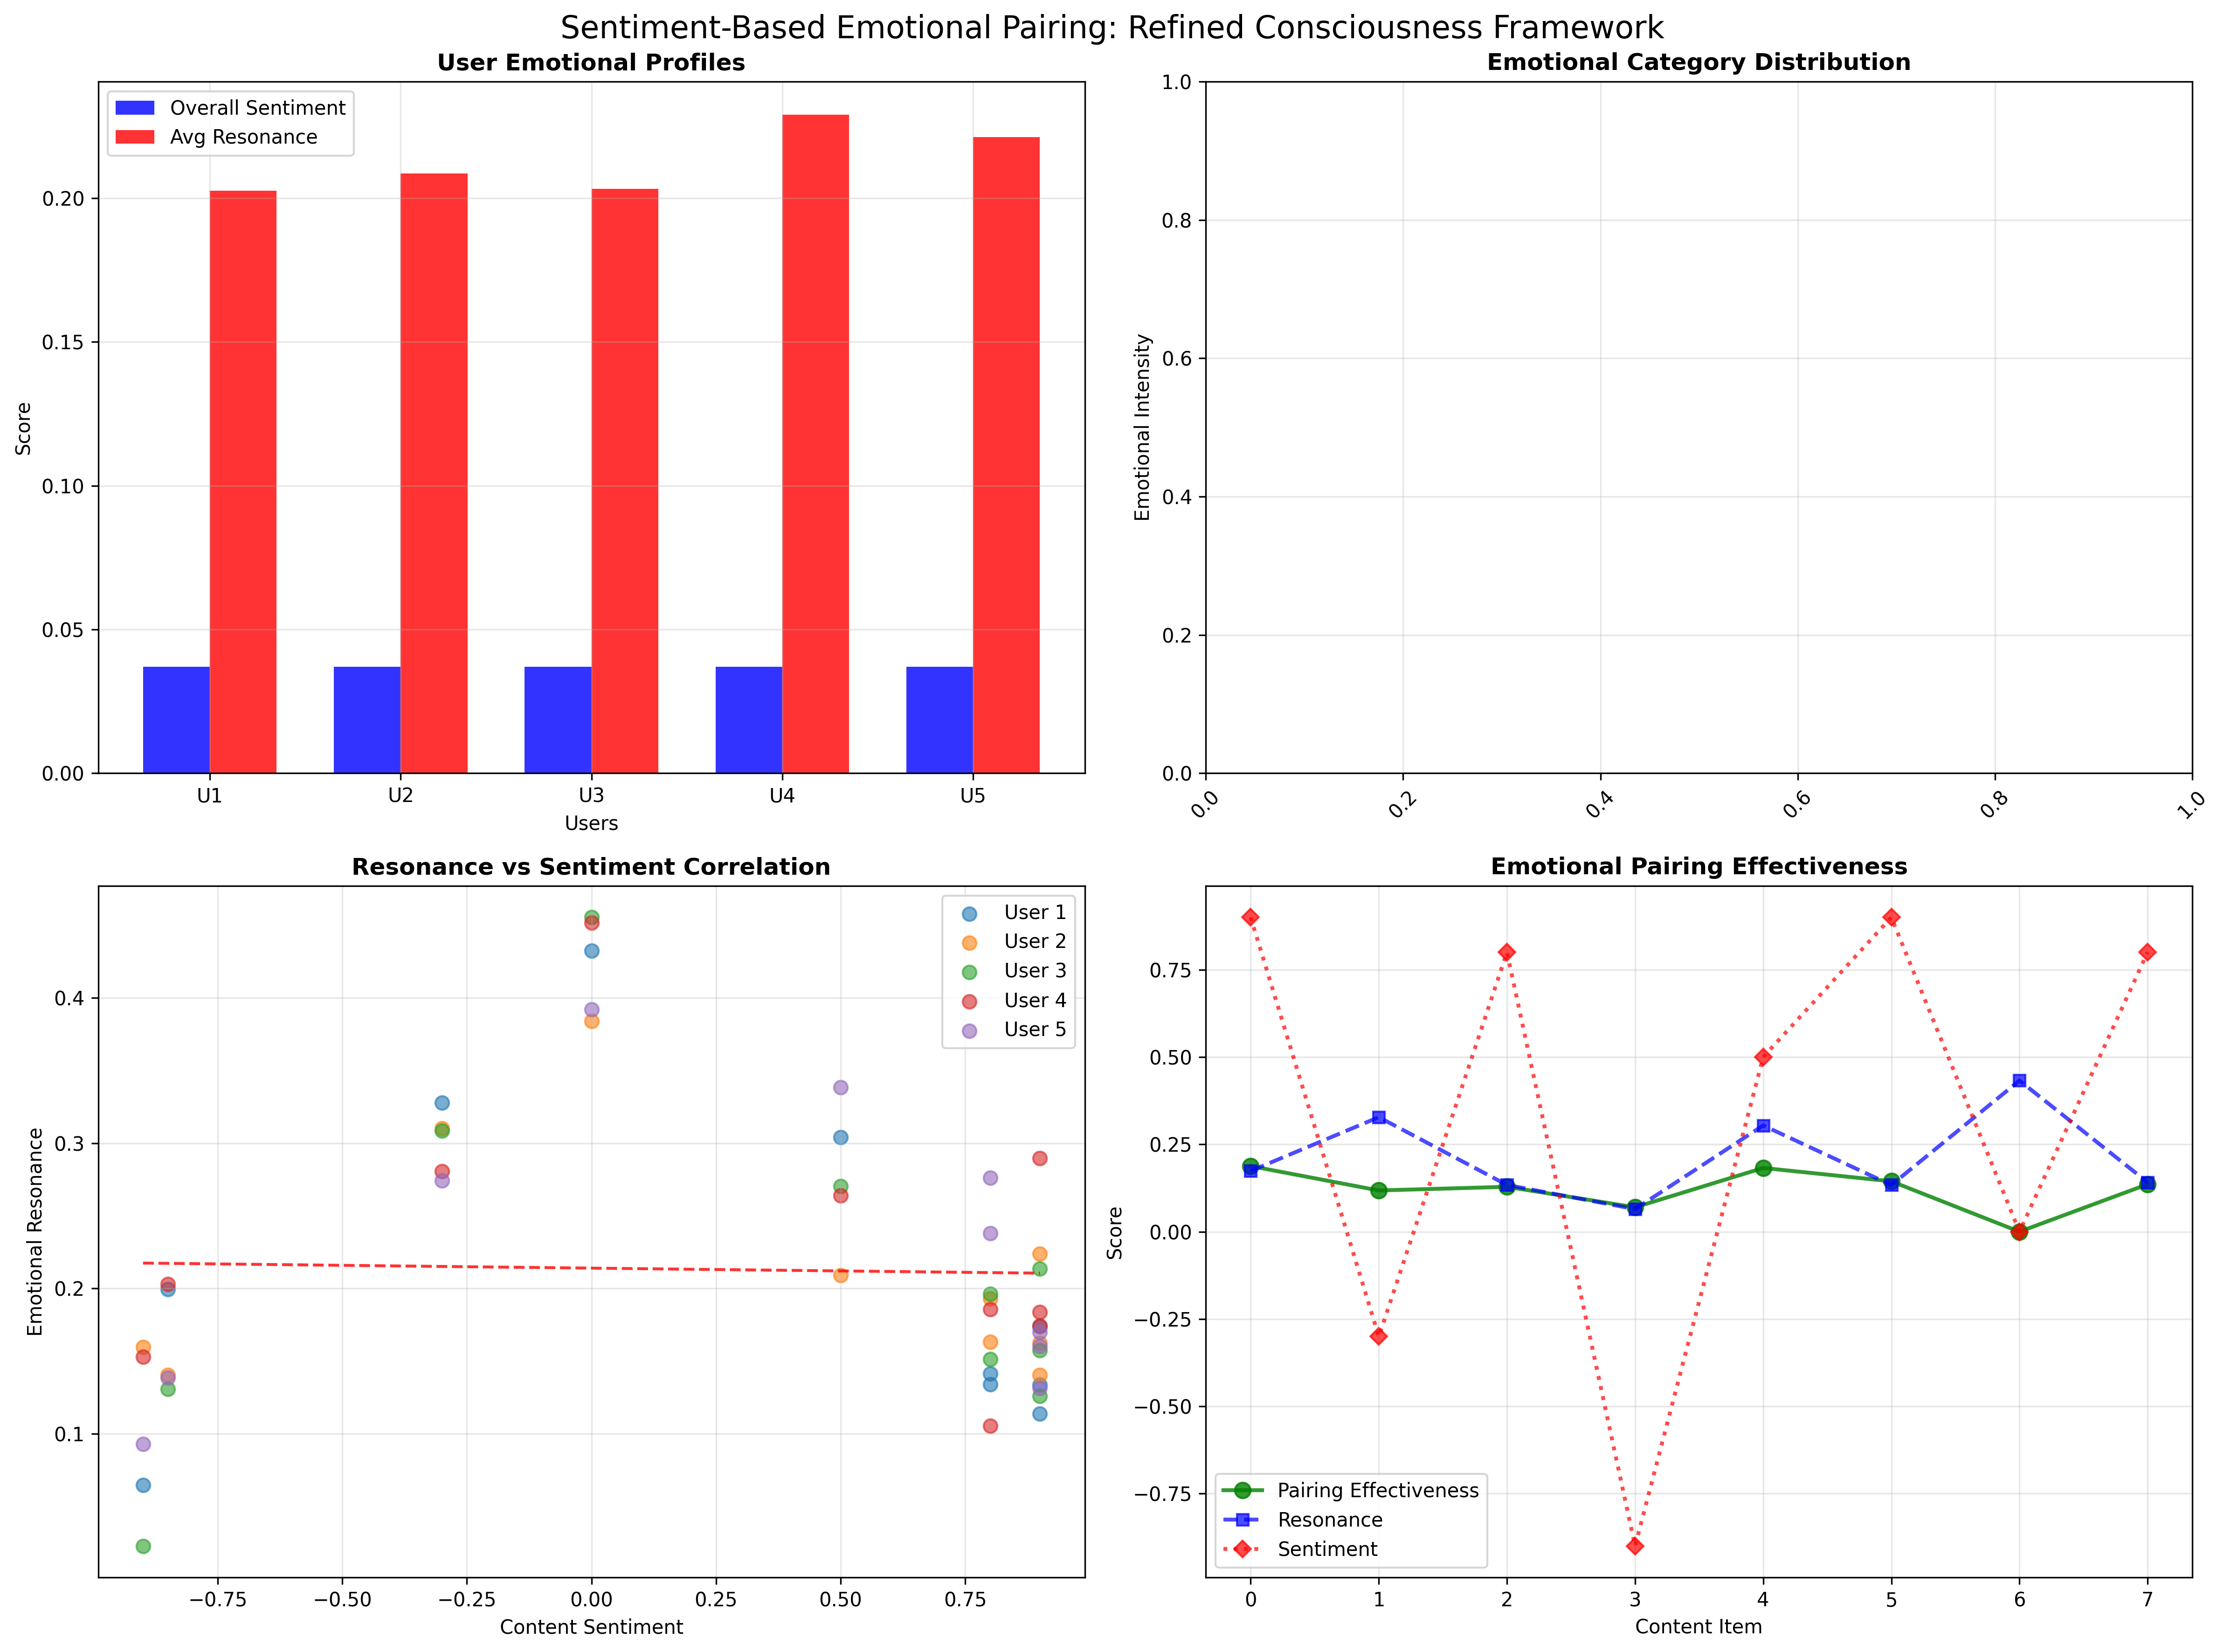 Sentiment-Based Emotional Pairing: Refined Consciousness Framework
User Emotional Profiles
Overall Sentiment
Avg Resonance
Score
0.20
0.15
0.10
0.05
0.00
U1 U2 U3 U4 U5
Users
Emotional Category Distribution
Emotional Intensity
1.0
0.8
0.6
0.4
0.2
0.0
0.0 0.2 0.4 0.6 0.8 1.0
Resonance vs Sentiment Correlation
User 1
User 2
User 3
User 4
User 5
Emotional Resonance
0.4
0.3
0.2
0.1
−0.75 −0.50 −0.25 0.00 0.25 0.50 0.75
Content Sentiment
Emotional Pairing Effectiveness
Score
0.75
0.50
0.25
0.00
−0.25
−0.50
−0.75
Pairing Effectiveness
Resonance
Sentiment
0 1 2 3 4 5 6 7
Content Item